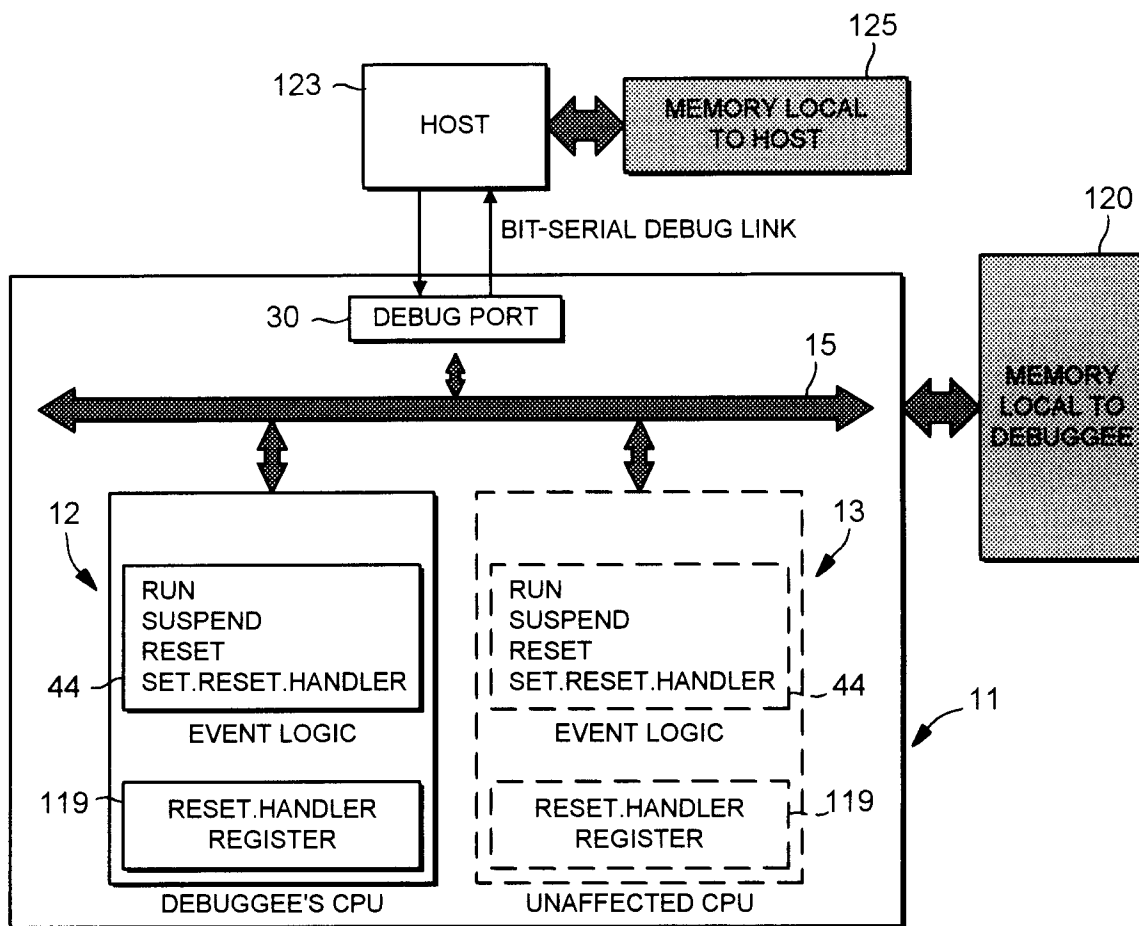 125
123
HOST
MEMORY LOCAL
TO HOST
120
BIT-SERIAL DEBUG LINK
30
DEBUG PORT
15
MEMORY
LOCAL TO
DEBUGGEE
12
13
RUN
SUSPEND
RESET
SET.RESET.HANDLER
44
EVENT LOGIC
RUN
SUSPEND
RESET
SET.RESET.HANDLER
44
EVENT LOGIC
11
119
RESET.HANDLER
REGISTER
RESET.HANDLER
REGISTER
119
DEBUGGEE'S CPU
UNAFFECTED CPU